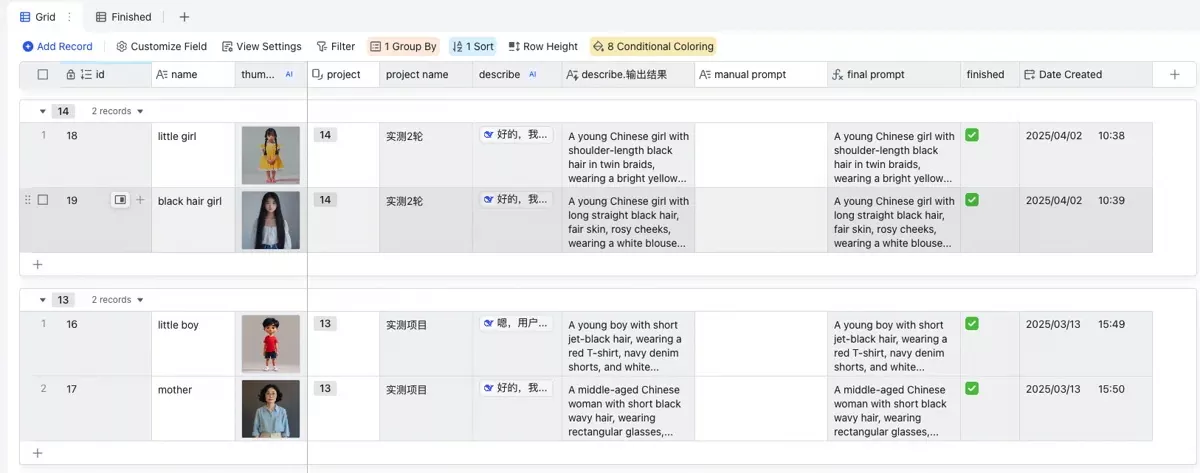 Grid
Finished
Add Record
Customize Field
View Settings
Filter
1 Group By
1 Sort
Row Height
8 Conditional Coloring
id
name
thum... AI
project
project name
describe AI
describe.输出结果
manual prompt
final prompt
finished
Date Created
14
2 records
1
18
little girl
14
实测2轮
好的，我...
A young Chinese girl with
shoulder-length black
hair in twin braids,
wearing a bright yellow...
A young Chinese girl with
shoulder-length black
hair in twin braids,
wearing a bright yellow...
2025/04/02 10:38
19
black hair girl
14
实测2轮
好的，我...
A young Chinese girl with
long straight black hair,
fair skin, rosy cheeks,
wearing a white blouse...
A young Chinese girl with
long straight black hair,
fair skin, rosy cheeks,
wearing a white blouse...
2025/04/02 10:39
13
2 records
1
16
little boy
13
实测项目
嗯，用户...
A young boy with short
jet-black hair, wearing a
red T-shirt, navy denim
shorts, and white...
A young boy with short
jet-black hair, wearing a
red T-shirt, navy denim
shorts, and white...
2025/03/13 15:49
2
17
mother
13
实测项目
好的，我...
A middle-aged Chinese
woman with short black
wavy hair, wearing
rectangular glasses,...
A middle-aged Chinese
woman with short black
wavy hair, wearing
rectangular glasses,...
2025/03/13 15:50